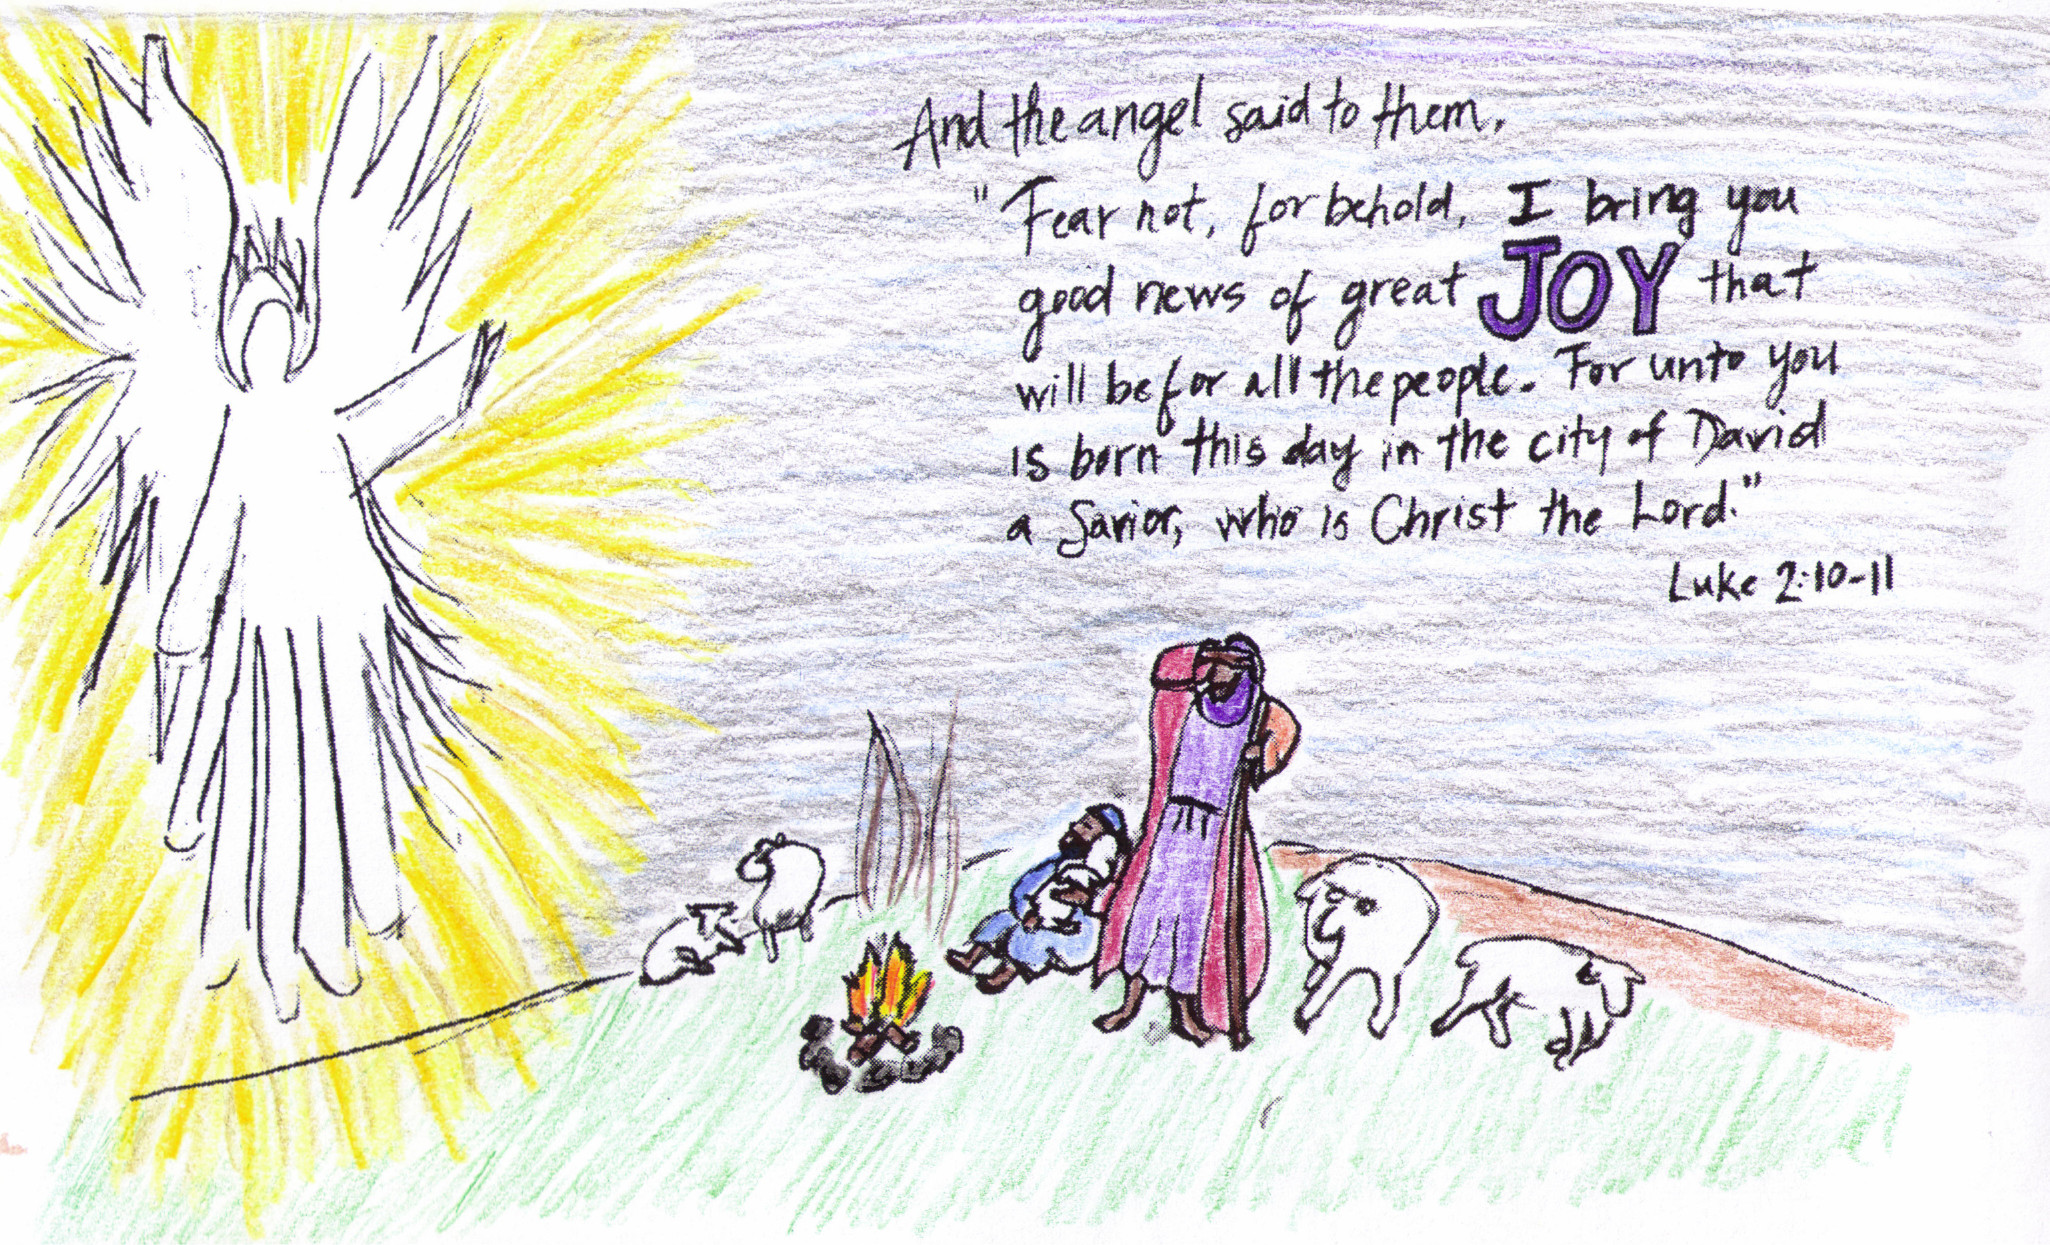 And the angel said to them,
"Fear not, for behold, I bring you
good news of great JOY that
will be for all the people. For unto you
is born this day in the city of David
a Savior, who is Christ the Lord."
Luke 2:10-11